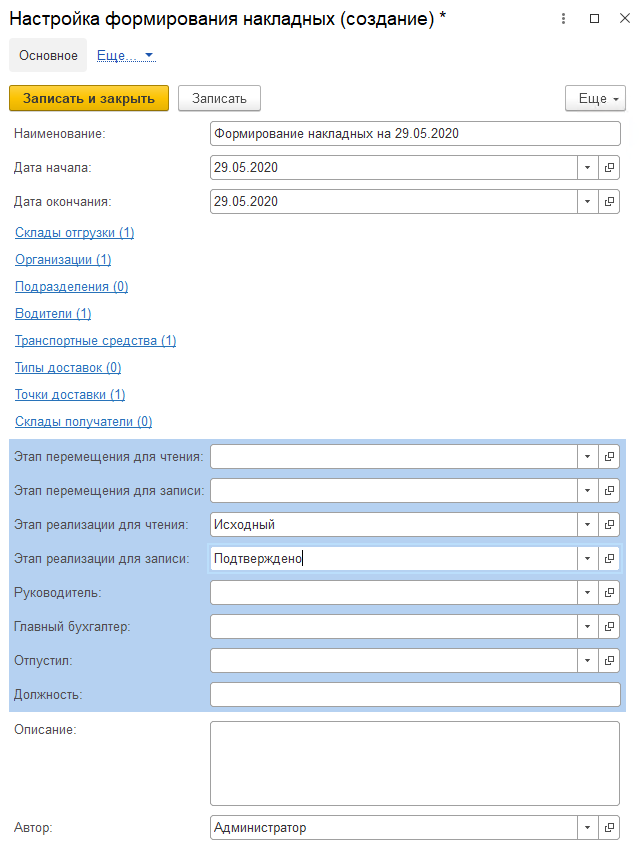 Настройка формирования накладных (создание) *
Основное Еще...
Записать и закрыть Записать Еще
Наименование: Формирование накладных на 29.05.2020
Дата начала: 29.05.2020
Дата окончания: 29.05.2020
Склады отгрузки (1)
Организации (1)
Подразделения (0)
Водители (1)
Транспортные средства (1)
Типы доставок (0)
Точки доставки (1)
Склады получатели (0)
Этап перемещения для чтения:
Этап перемещения для записи:
Этап реализации для чтения: Исходный
Этап реализации для записи: Подтверждено
Руководитель:
Главный бухгалтер:
Отпустил:
Должность:
Описание:
Автор: Администратор